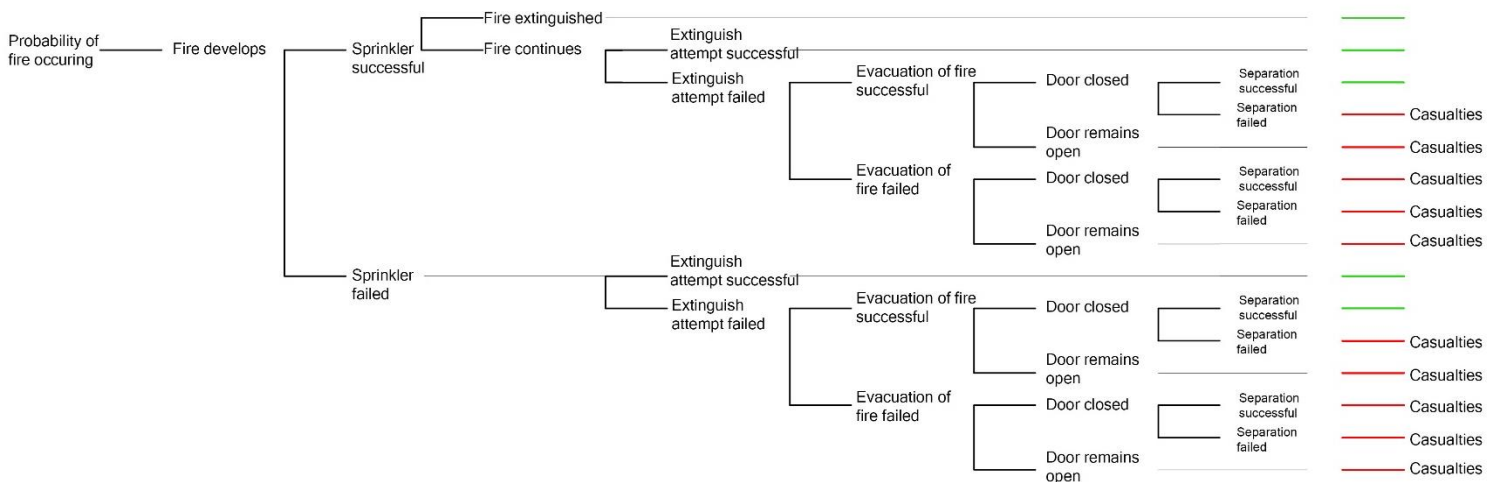 Fire extinguished
Probability of
fire occuring
Fire develops
Sprinkler
successful
Fire continues
Extinguish
attempt successful
Extinguish
attempt failed
Evacuation of fire
successful
Door closed
Separation
successful
Separation
failed
Casualties
Door remains
open
Casualties
Evacuation of
fire failed
Door closed
Separation
successful
Casualties
Separation
failed
Casualties
Door remains
open
Casualties
Sprinkler
failed
Extinguish
attempt successful
Extinguish
attempt failed
Evacuation of fire
successful
Door closed
Separation
successful
Separation
failed
Casualties
Door remains
open
Casualties
Evacuation of
fire failed
Door closed
Separation
successful
Casualties
Separation
failed
Casualties
Door remains
open
Casualties